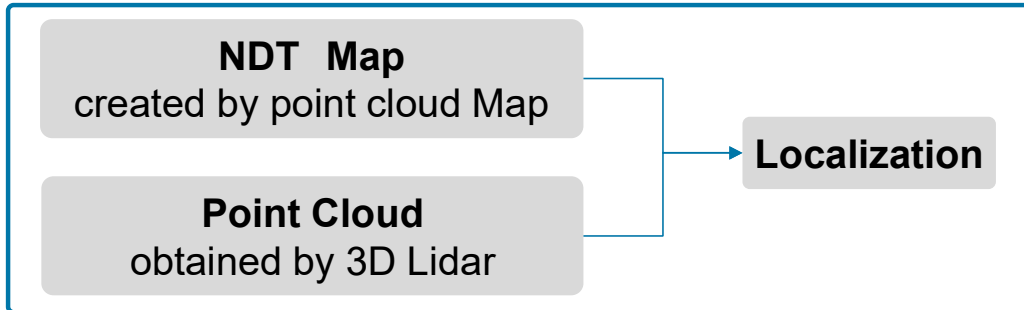 NDT Map
created by point cloud Map
Point Cloud
obtained by 3D Lidar
Localization